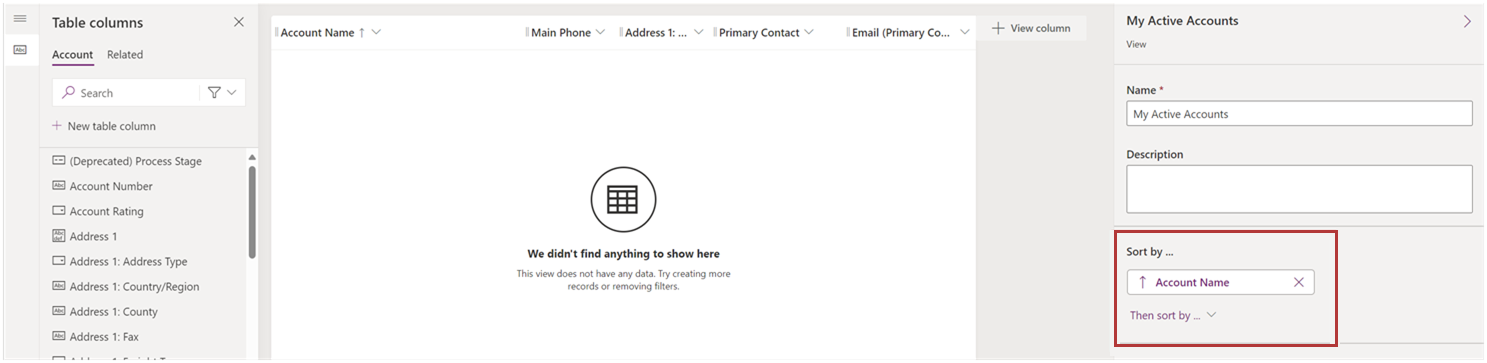 Table columns
Account Related
Search
New table column
(Deprecated) Process Stage
Account Number
Account Rating
Address 1
Address 1: Address Type
Address 1: Country/Region
Address 1: County
Address 1: Fax
Account Name Main Phone Address 1: ... Primary Contact Email (Primary Co...
View column
We didn't find anything to show here
This view does not have any data. Try creating more
records or removing filters.
My Active Accounts
View
Name *
My Active Accounts
Description
Sort by ...
Account Name
Then sort by ...